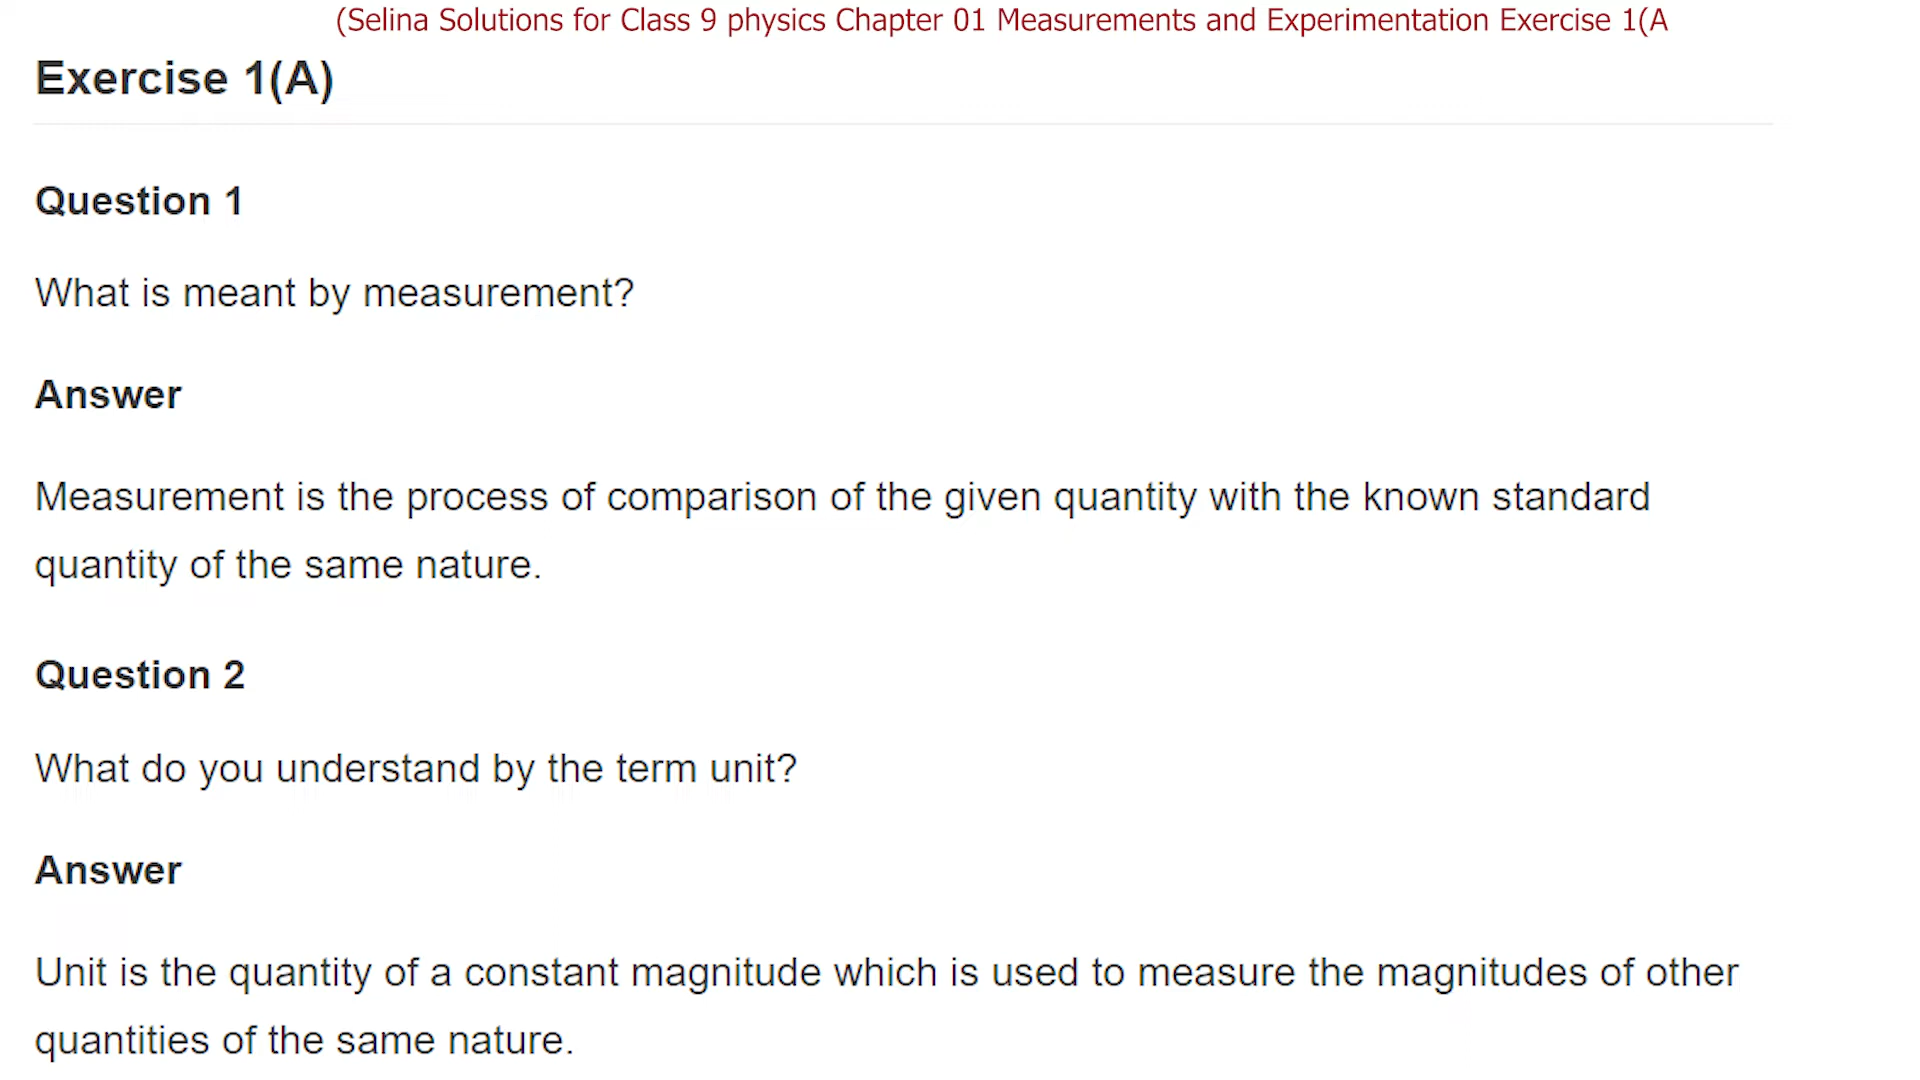 (Selina Solutions for Class 9 physics Chapter 01 Measurements and Experimentation Exercise 1(A
Exercise 1(A)
Question 1
What is meant by measurement?
Answer
Measurement is the process of comparison of the given quantity with the known standard
quantity of the same nature.
Question 2
What do you understand by the term unit?
Answer
Unit is the quantity of a constant magnitude which is used to measure the magnitudes of other
quantities of the same nature.